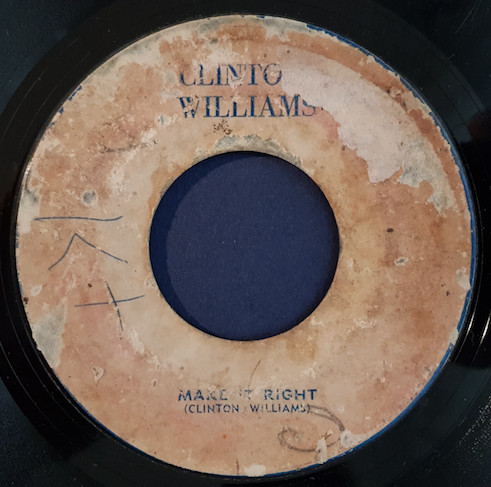 CLINTO
WILLIAMS
MAKE IT RIGHT
(CLINTON WILLIAMS)